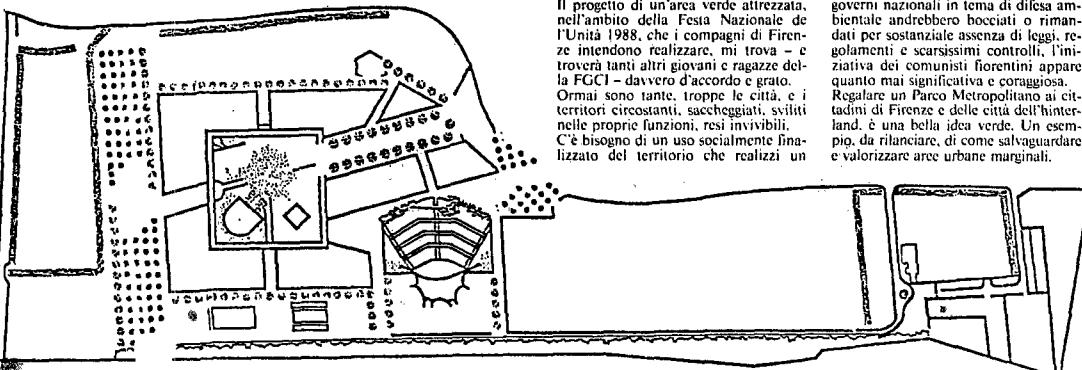 Il progetto di un'area verde attrezzata,
nell'ambito della Festa Nazionale de
l'Unità 1988, che i compagni di Firen-
ze intendono realizzare, mi trova – e
troverà tanti altri giovani e ragazze del-
la FGCI – davvero d'accordo e grato.
Ormai sono tante, troppe le città, e i
territori circostanti, saccheggiati, sviliti
nelle proprie funzioni, resi invivibili.
C'è bisogno di un uso socialmente fina-
lizzato del territorio che realizzi un
governi nazionali in tema di difesa am-
bientale andrebbero bocciati o riman-
dati per sostanziale assenza di leggi, re-
golamenti e scarsissimi controlli, l'ini-
ziativa dei comunisti fiorentini appare
quanto mai significativa e coraggiosa.
Regalare un Parco Metropolitano ai cit-
tadini di Firenze e delle città dell'hinter-
land, è una bella idea verde. Un esem-
pio, da rilanciare, di come salvaguardare
e valorizzare aree urbane marginali.